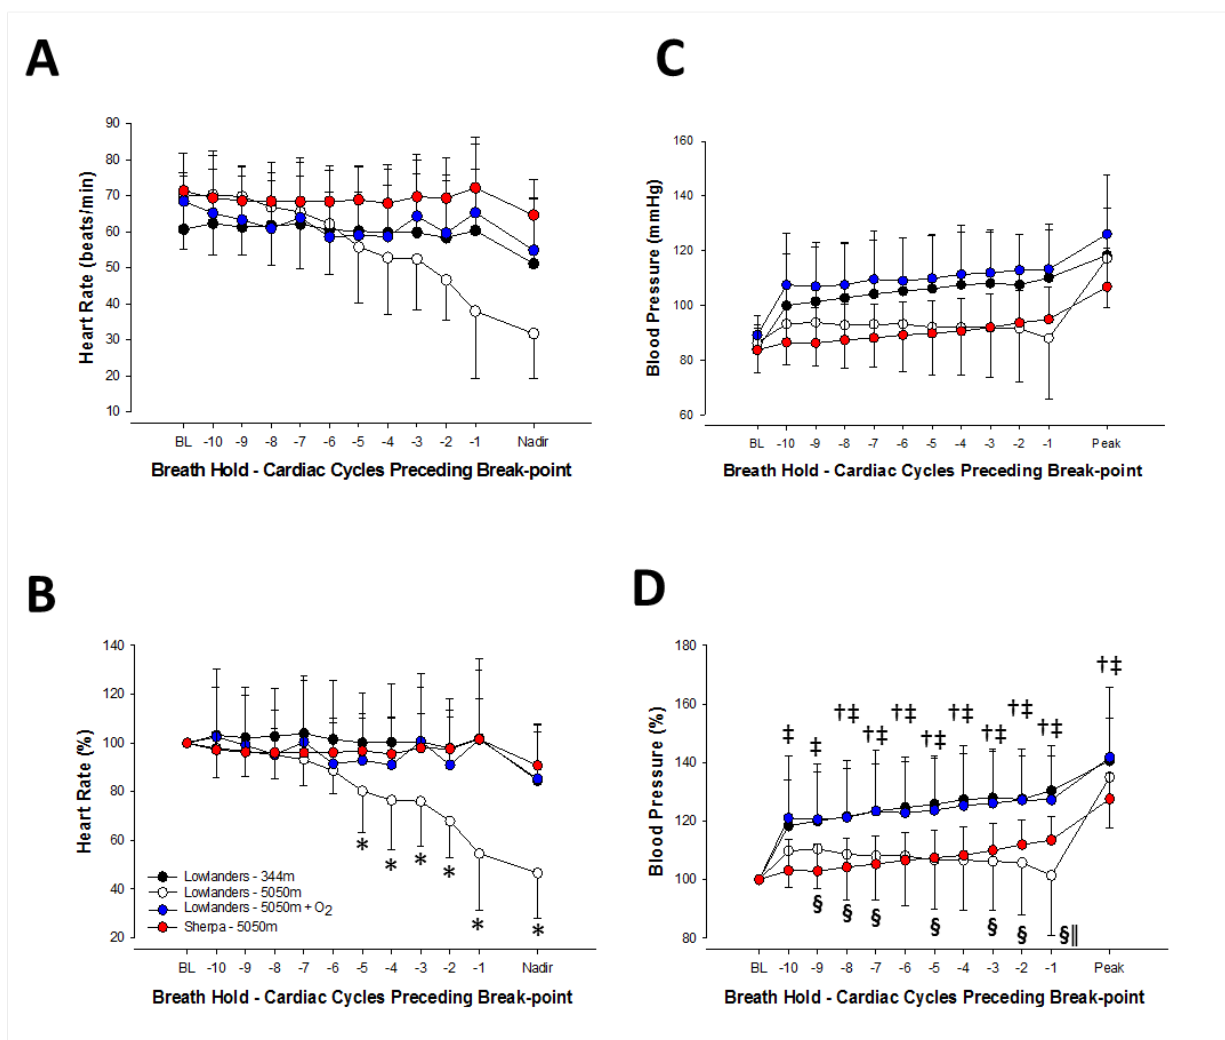 A
Heart Rate (beats/min)
90
80
70
60
50
40
30
20
10
BL -10 -9 -8 -7 -6 -5 -4 -3 -2 -1 Nadir
Breath Hold - Cardiac Cycles Preceding Break-point
C
Blood Pressure (mmHg)
160
140
120
100
80
60
BL -10 -9 -8 -7 -6 -5 -4 -3 -2 -1 Peak
Breath Hold - Cardiac Cycles Preceding Break-point
B
Heart Rate (%)
140
120
100
80
60
40
20
* * * * * *
Lowlanders - 344m
Lowlanders - 5050m
Lowlanders - 5050m + O2
Sherpa - 5050m
BL -10 -9 -8 -7 -6 -5 -4 -3 -2 -1 Nadir
Breath Hold - Cardiac Cycles Preceding Break-point
D
Blood Pressure (%)
180
160
140
120
100
80
‡ ‡ †‡ †‡ †‡ †‡ †‡ †‡ †‡ †‡ †‡
§ § § § § § §||
BL -10 -9 -8 -7 -6 -5 -4 -3 -2 -1 Peak
Breath Hold - Cardiac Cycles Preceding Break-point